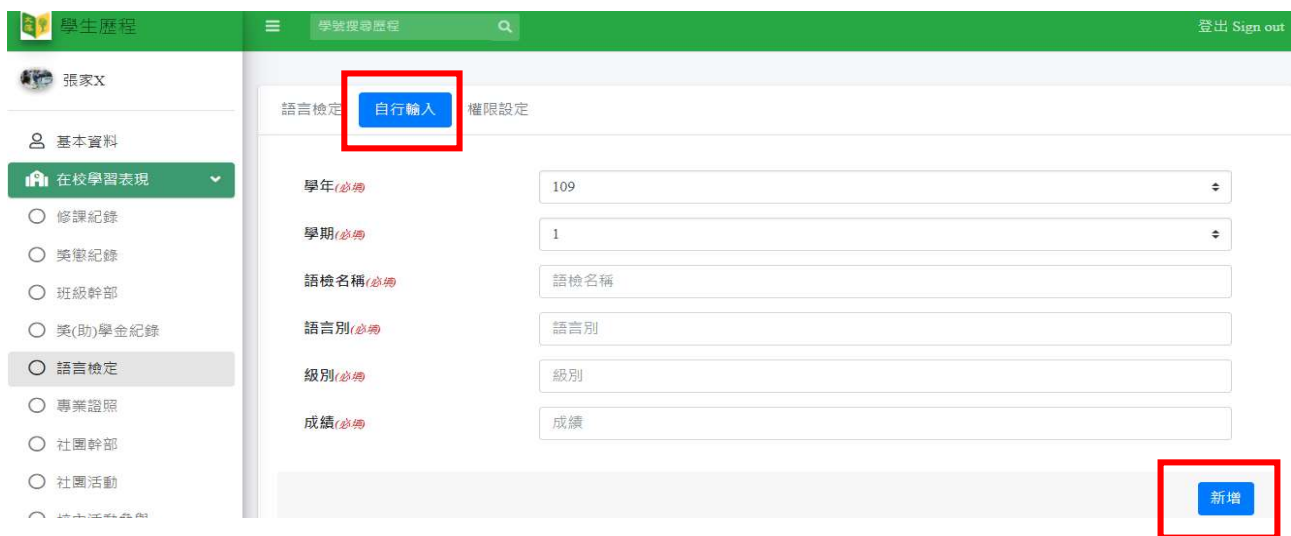 學生歷程
學號搜尋歷程
登出 Sign out
張家X
基本資料
在校學習表現
修課紀錄
獎懲紀錄
班級幹部
獎(助)學金紀錄
語言檢定
專業證照
社團幹部
社團活動
語言檢定 自行輸入 權限設定
學年(必填) 109
學期(必填) 1
語檢名稱(必填) 語檢名稱
語言別(必填) 語言別
級別(必填) 級別
成績(必填) 成績
新增